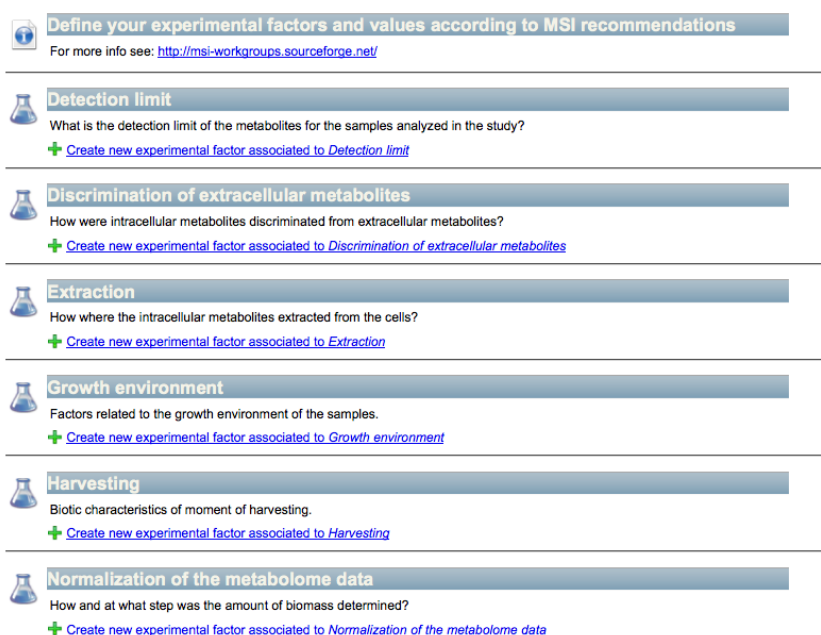 Define your experimental factors and values according to MSI recommendations
For more info see: http://msi-workgroups.sourceforge.net/
Detection limit
What is the detection limit of the metabolites for the samples analyzed in the study?
Create new experimental factor associated to Detection limit
Discrimination of extracellular metabolites
How were intracellular metabolites discriminated from extracellular metabolites?
Create new experimental factor associated to Discrimination of extracellular metabolites
Extraction
How where the intracellular metabolites extracted from the cells?
Create new experimental factor associated to Extraction
Growth environment
Factors related to the growth environment of the samples.
Create new experimental factor associated to Growth environment
Harvesting
Biotic characteristics of moment of harvesting.
Create new experimental factor associated to Harvesting
Normalization of the metabolome data
How and at what step was the amount of biomass determined?
Create new experimental factor associated to Normalization of the metabolome data